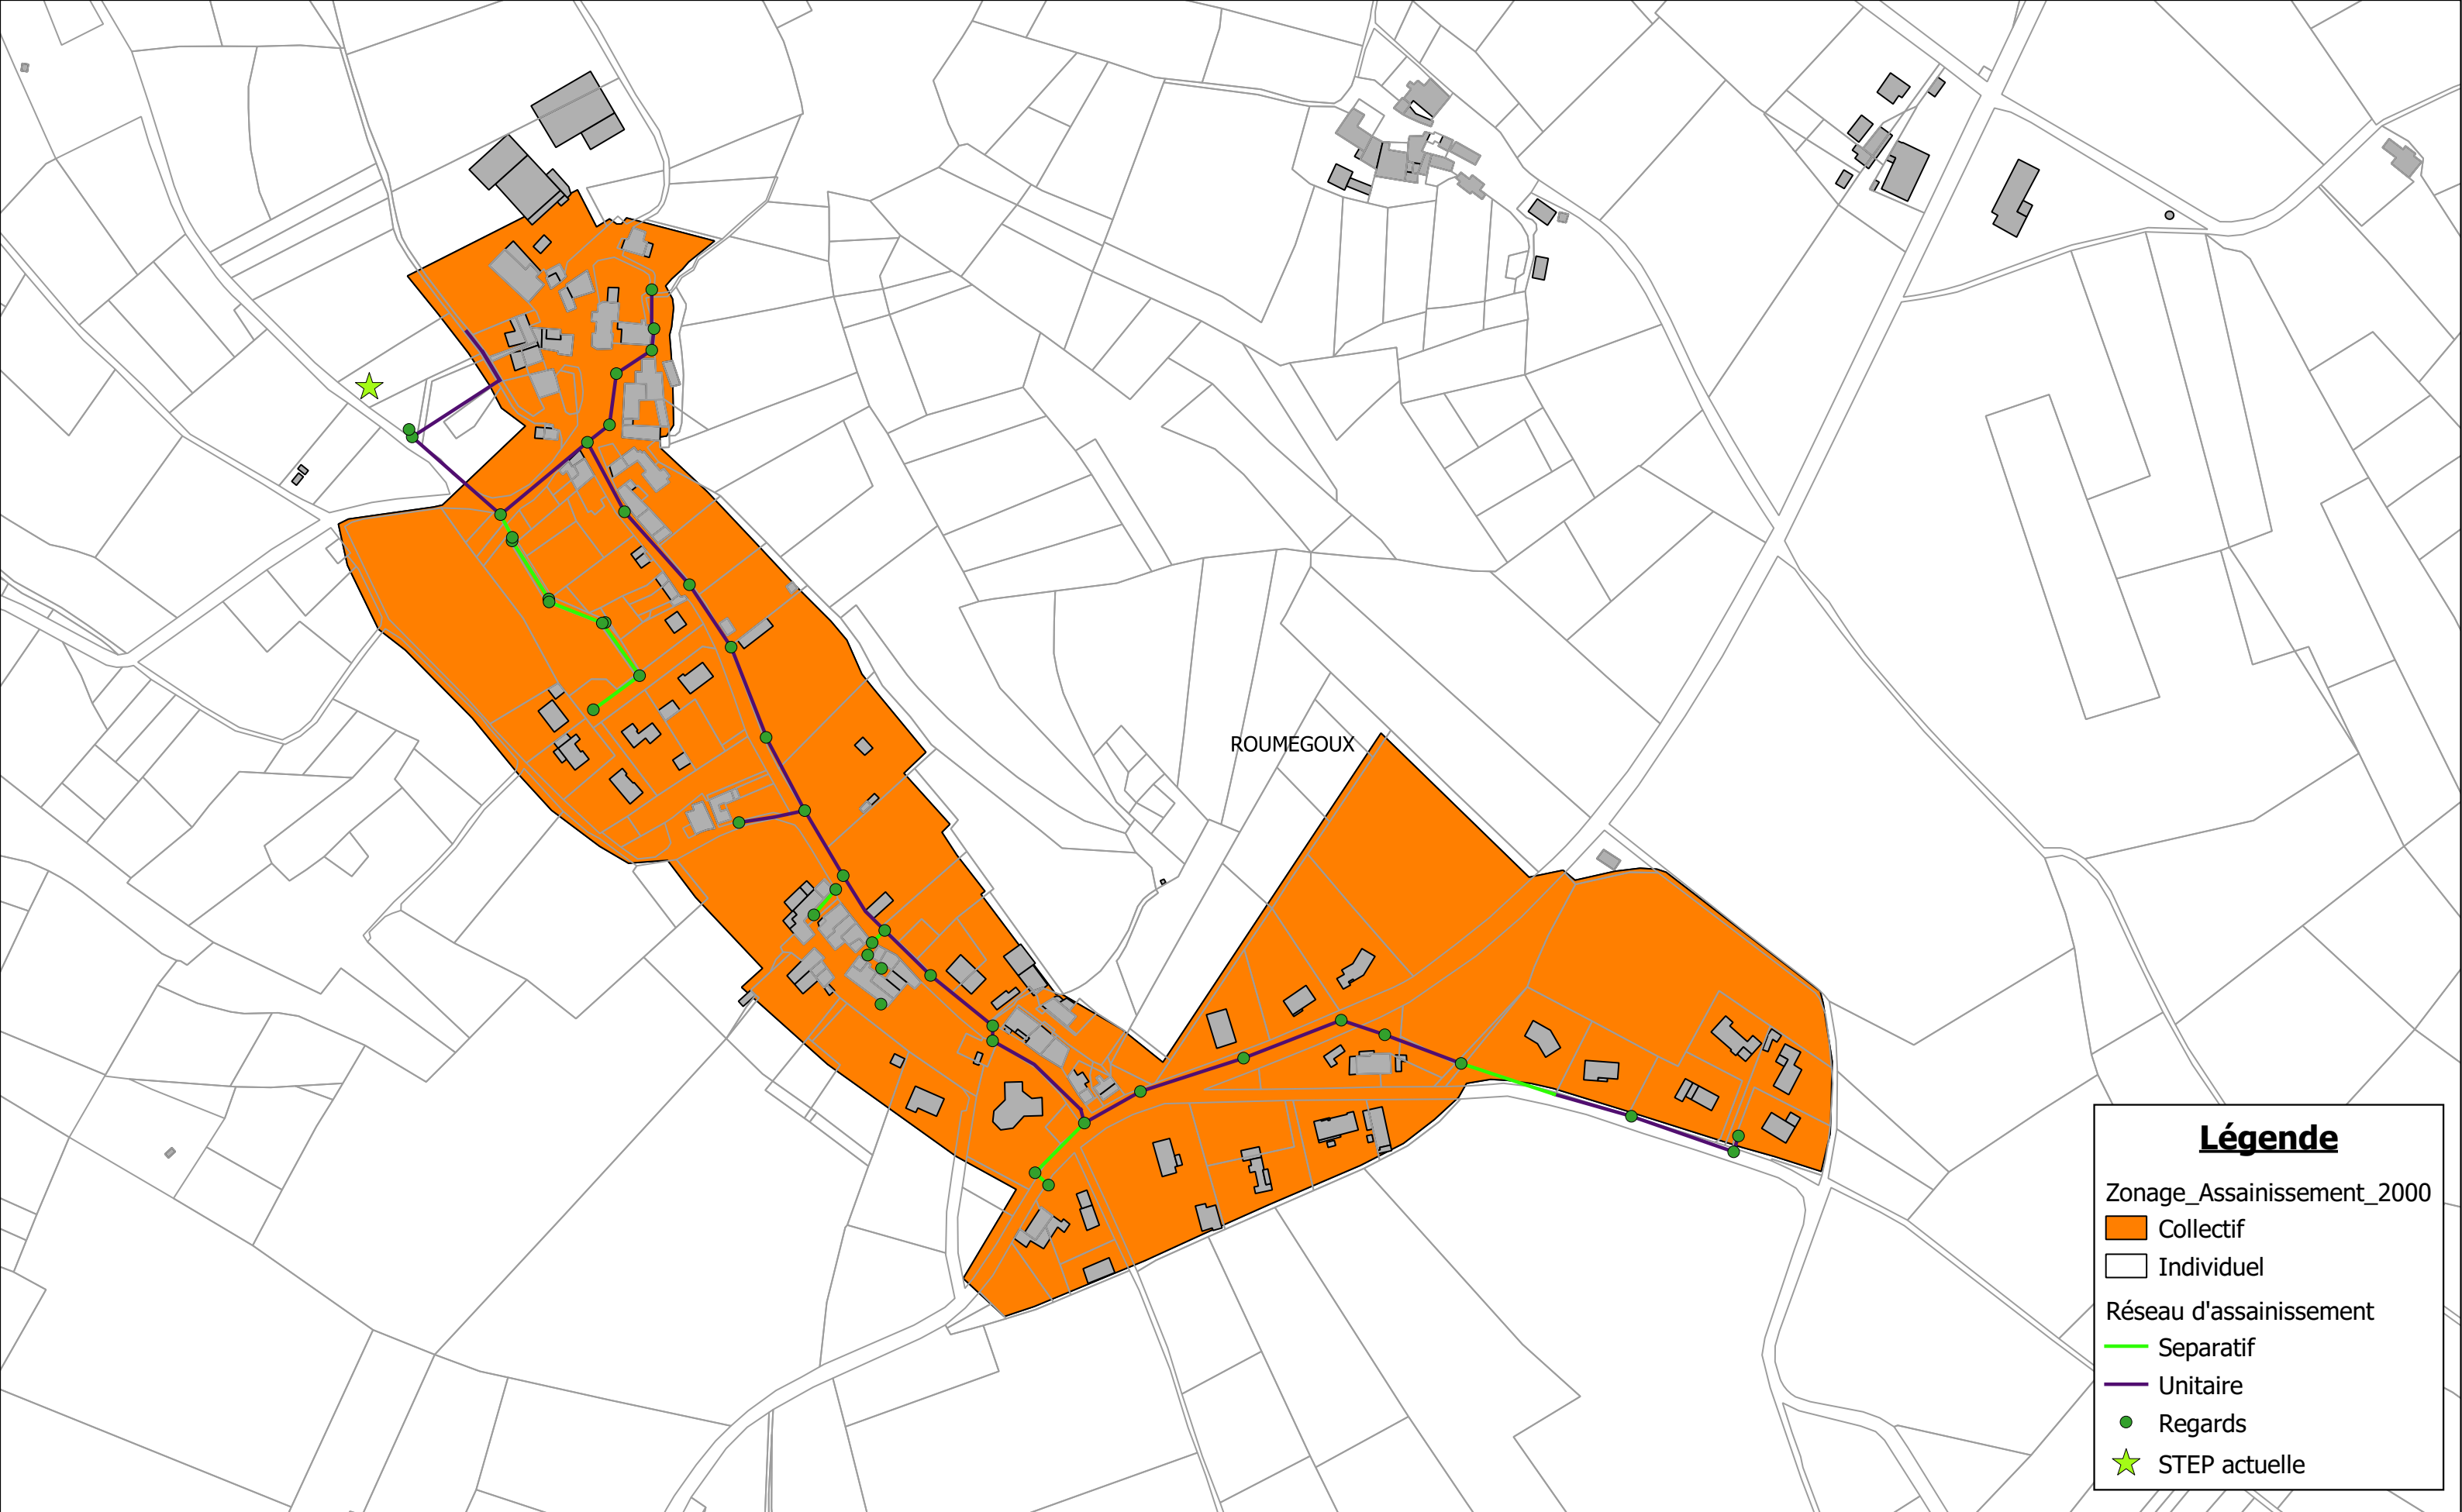 ROUMEGOUX
Légende
Zonage_Assainissement_2000
Collectif
Individuel
Réseau d'assainissement
Separatif
Unitaire
Regards
STEP actuelle